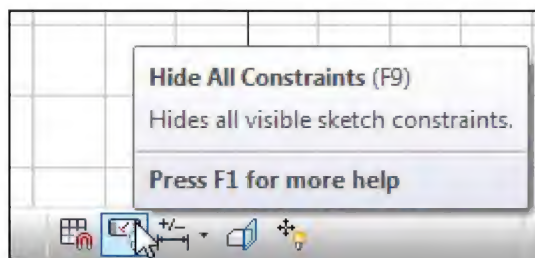 Hide All Constraints (F9)
Hides all visible sketch constraints.
Press F1 for more help
+/-